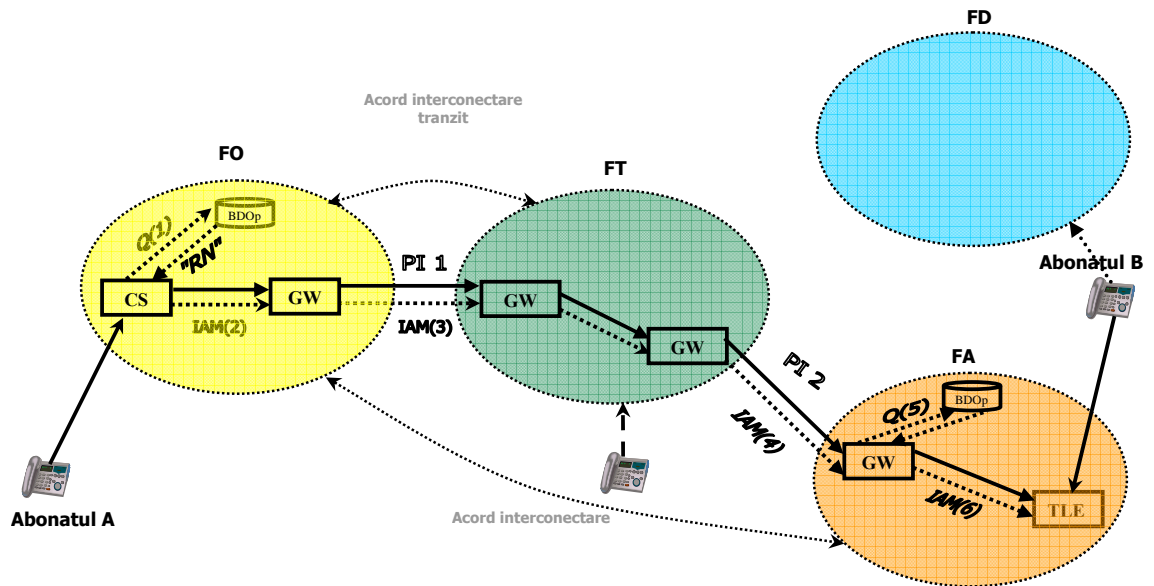 FD
Acord interconectare
tranzit
FO
FT
BDOp
Q(1)
"RN"
Abonatul B
PI 1
CS
GW
GW
IAM(2)
IAM(3)
GW
PI 2
FA
BDOp
Q(5)
IAM(4)
GW
IAM(6)
TLE
Abonatul A
Acord interconectare